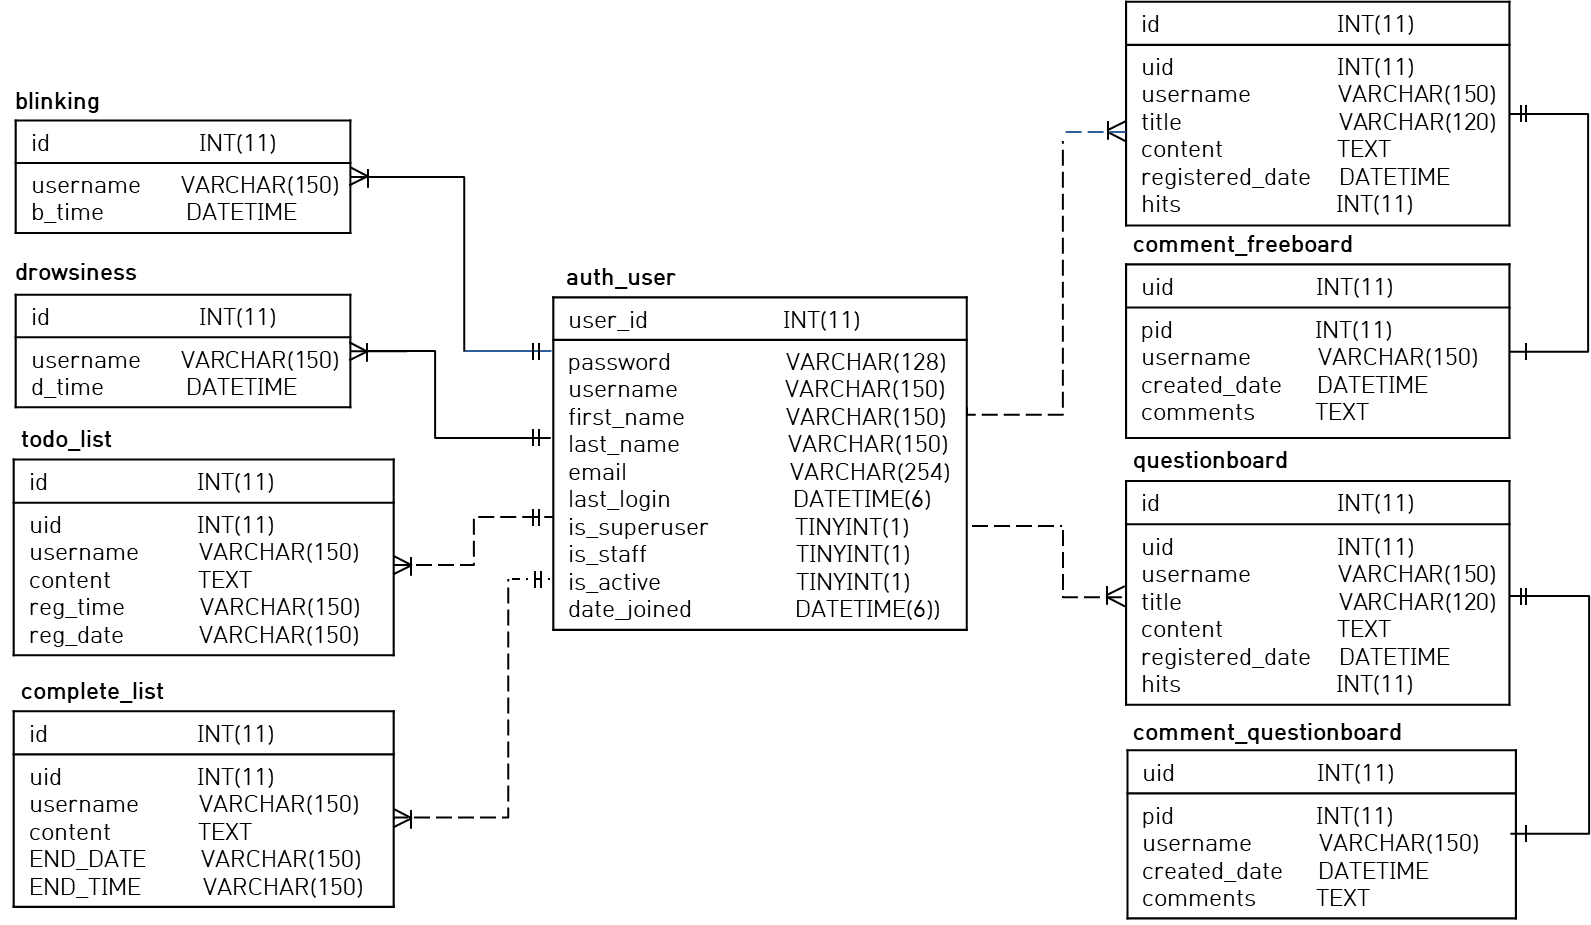 blinking
id INT(11)
username VARCHAR(150)
b_time DATETIME
drowsiness
id INT(11)
username VARCHAR(150)
d_time DATETIME
todo_list
id INT(11)
uid INT(11)
username VARCHAR(150)
content TEXT
reg_time VARCHAR(150)
reg_date VARCHAR(150)
complete_list
id INT(11)
uid INT(11)
username VARCHAR(150)
content TEXT
END_DATE VARCHAR(150)
END_TIME VARCHAR(150)
auth_user
user_id INT(11)
password VARCHAR(128)
username VARCHAR(150)
first_name VARCHAR(150)
last_name VARCHAR(150)
email VARCHAR(254)
last_login DATETIME(6)
is_superuser TINYINT(1)
is_staff TINYINT(1)
is_active TINYINT(1)
date_joined DATETIME(6))
id INT(11)
uid INT(11)
username VARCHAR(150)
title VARCHAR(120)
content TEXT
registered_date DATETIME
hits INT(11)
comment_freeboard
uid INT(11)
pid INT(11)
username VARCHAR(150)
created_date DATETIME
comments TEXT
questionboard
id INT(11)
uid INT(11)
username VARCHAR(150)
title VARCHAR(120)
content TEXT
registered_date DATETIME
hits INT(11)
comment_questionboard
uid INT(11)
pid INT(11)
username VARCHAR(150)
created_date DATETIME
comments TEXT